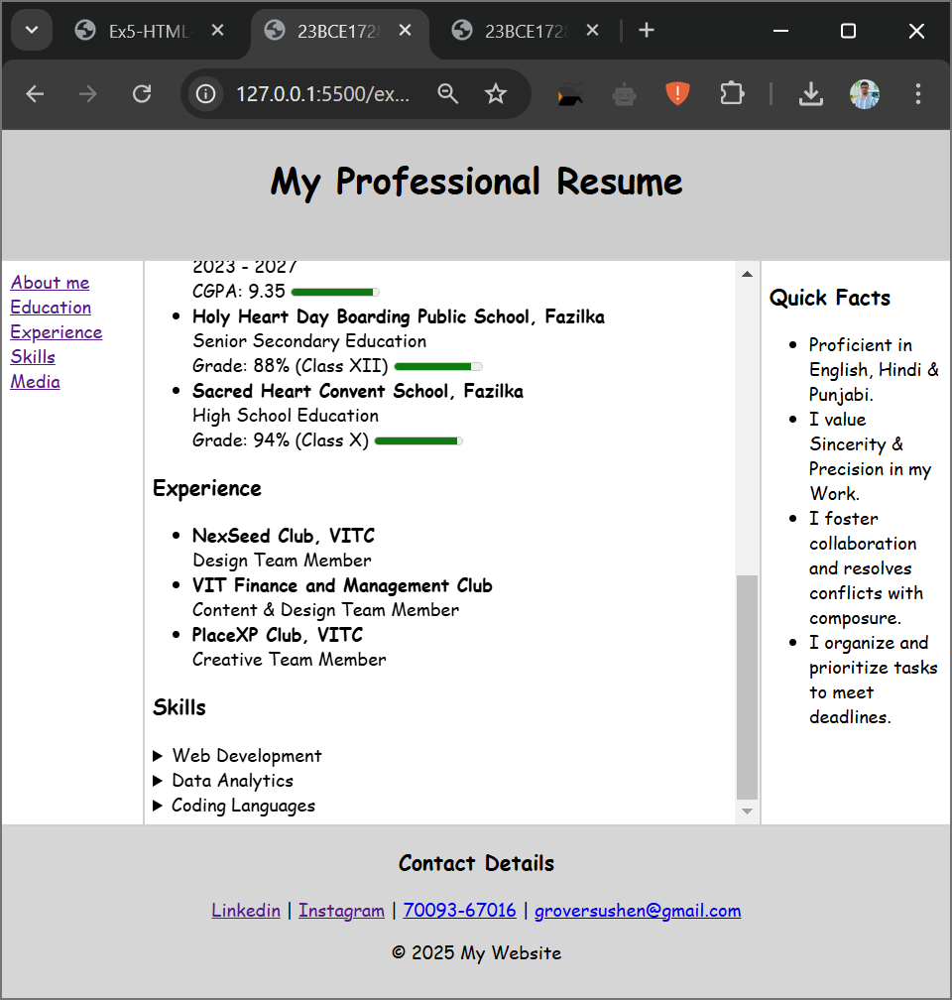 Ex5-HTML-
23BCE1728
23BCE1728
127.0.0.1:5500/ex...
My Professional Resume
About me
Education
Experience
Skills
Media
2023 - 2027
CGPA: 9.35
• Holy Heart Day Boarding Public School, Fazilka
Senior Secondary Education
Grade: 88% (Class XII)
• Sacred Heart Convent School, Fazilka
High School Education
Grade: 94% (Class X)
Experience
• NexSeed Club, VITC
Design Team Member
• VIT Finance and Management Club
Content & Design Team Member
• PlaceXP Club, VITC
Creative Team Member
Skills
▶ Web Development
▶ Data Analytics
▶ Coding Languages
Quick Facts
• Proficient in
English, Hindi &
Punjabi.
• I value
Sincerity &
Precision in my
Work.
• I foster
collaboration
and resolves
conflicts with
composure.
• I organize and
prioritize tasks
to meet
deadlines.
Contact Details
Linkedin | Instagram | 70093-67016 | groversushen@gmail.com
© 2025 My Website